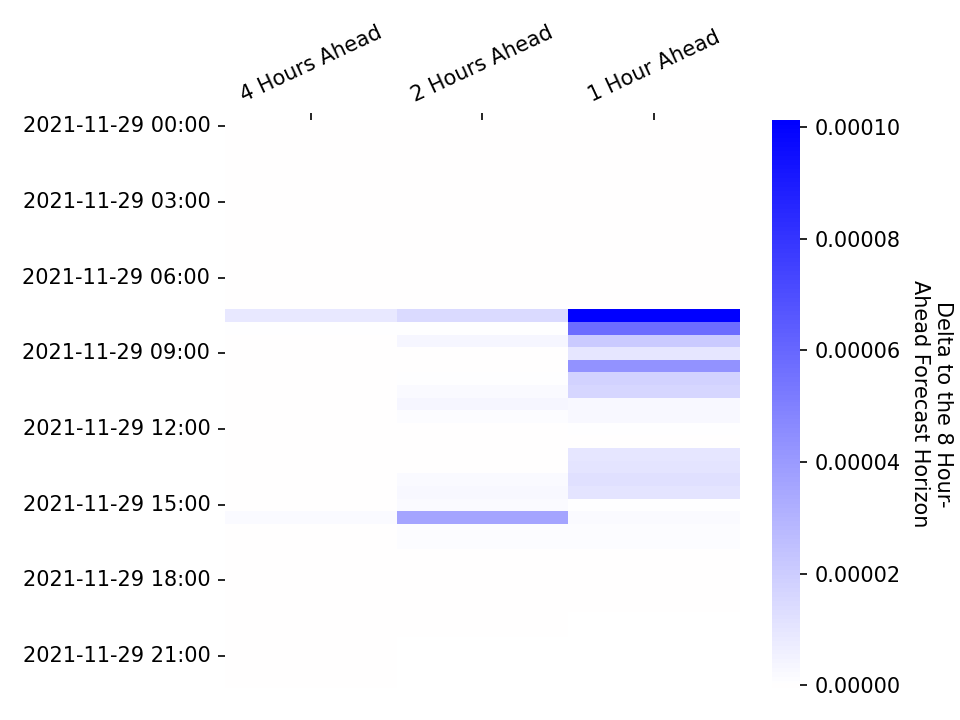 4 Hours Ahead
2 Hours Ahead
1 Hour Ahead
2021-11-29 00:00
2021-11-29 03:00
2021-11-29 06:00
2021-11-29 09:00
2021-11-29 12:00
2021-11-29 15:00
2021-11-29 18:00
2021-11-29 21:00
0.00010
0.00008
0.00006
0.00004
0.00002
0.00000
Delta to the 8 Hour-
Ahead Forecast Horizon